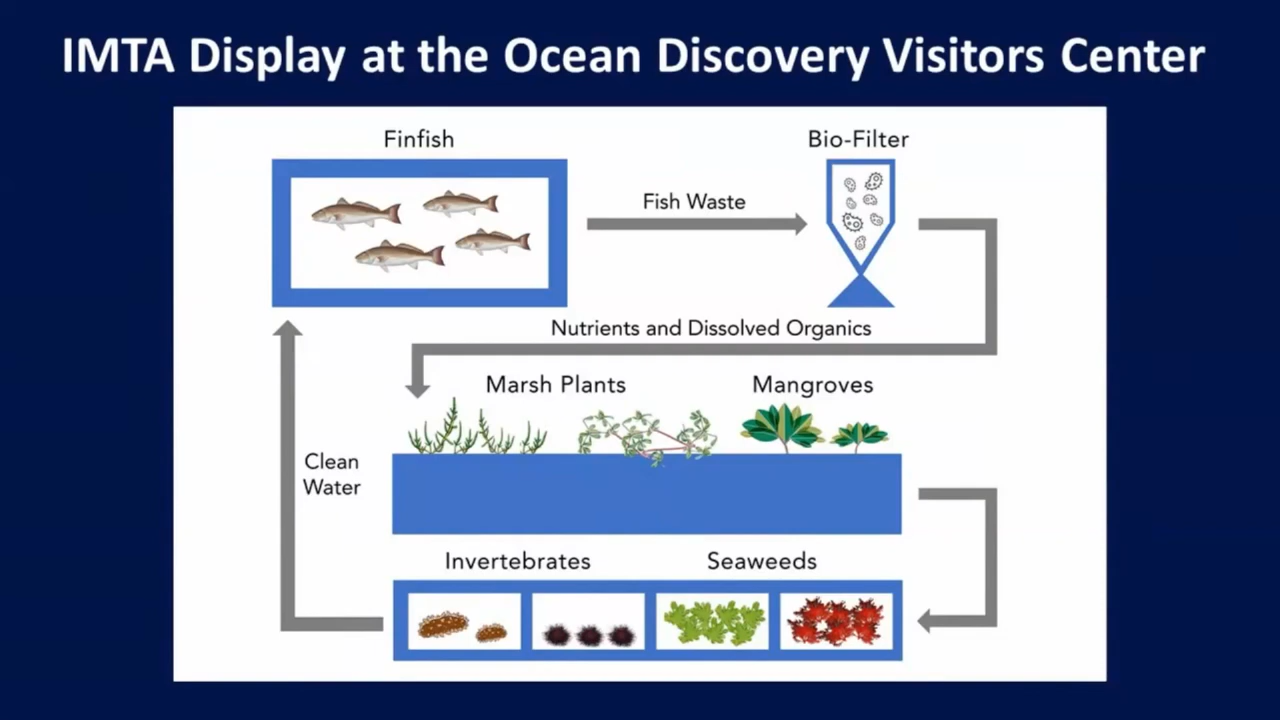 IMTA Display at the Ocean Discovery Visitors Center
Finfish
Bio-Filter
Fish Waste
Nutrients and Dissolved Organics
Marsh Plants
Mangroves
Clean
Water
Invertebrates
Seaweeds